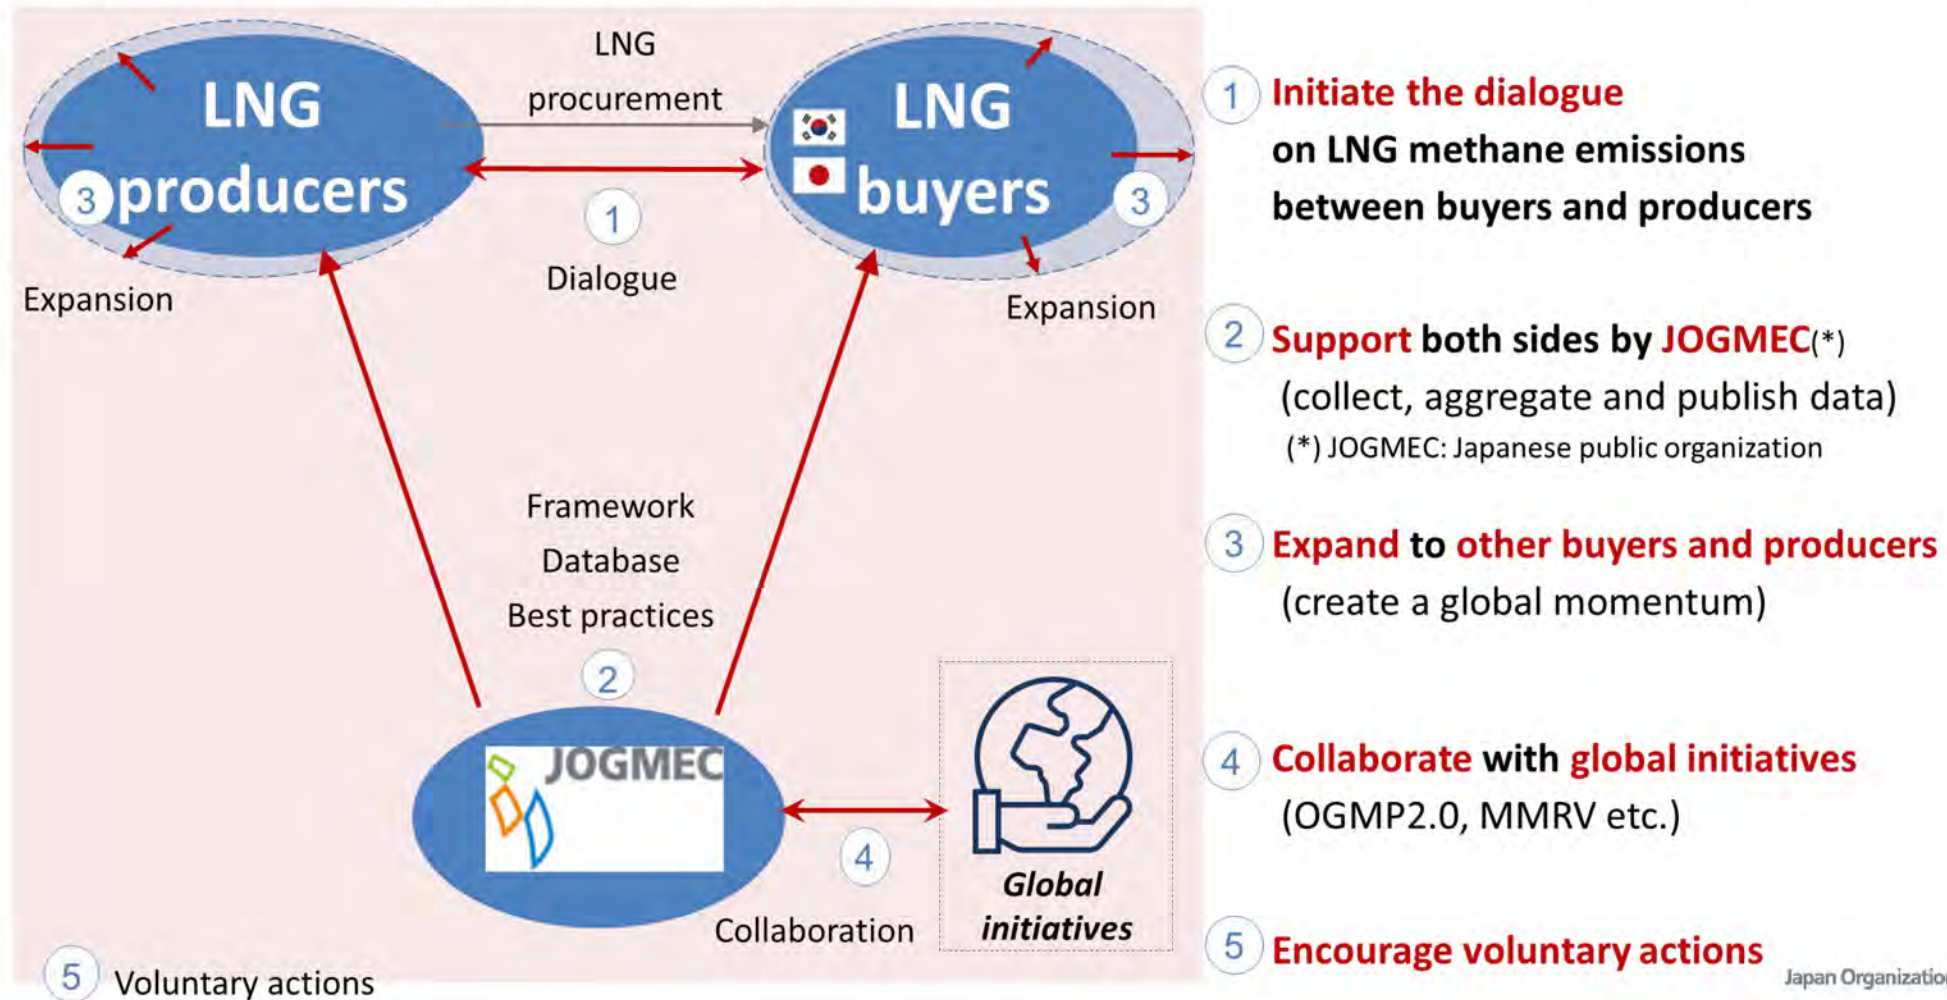 LNG
procurement
LNG
producers
3
LNG
buyers
3
1
Dialogue
Expansion
Expansion
Framework
Database
Best practices
2
JOGMEC
4
Collaboration
Global
initiatives
5 Voluntary actions
1 Initiate the dialogue
on LNG methane emissions
between buyers and producers
2 Support both sides by JOGMEC(*)
(collect, aggregate and publish data)
(*) JOGMEC: Japanese public organization
3 Expand to other buyers and producers
(create a global momentum)
4 Collaborate with global initiatives
(OGMP2.0, MMRV etc.)
5 Encourage voluntary actions
Japan Organization